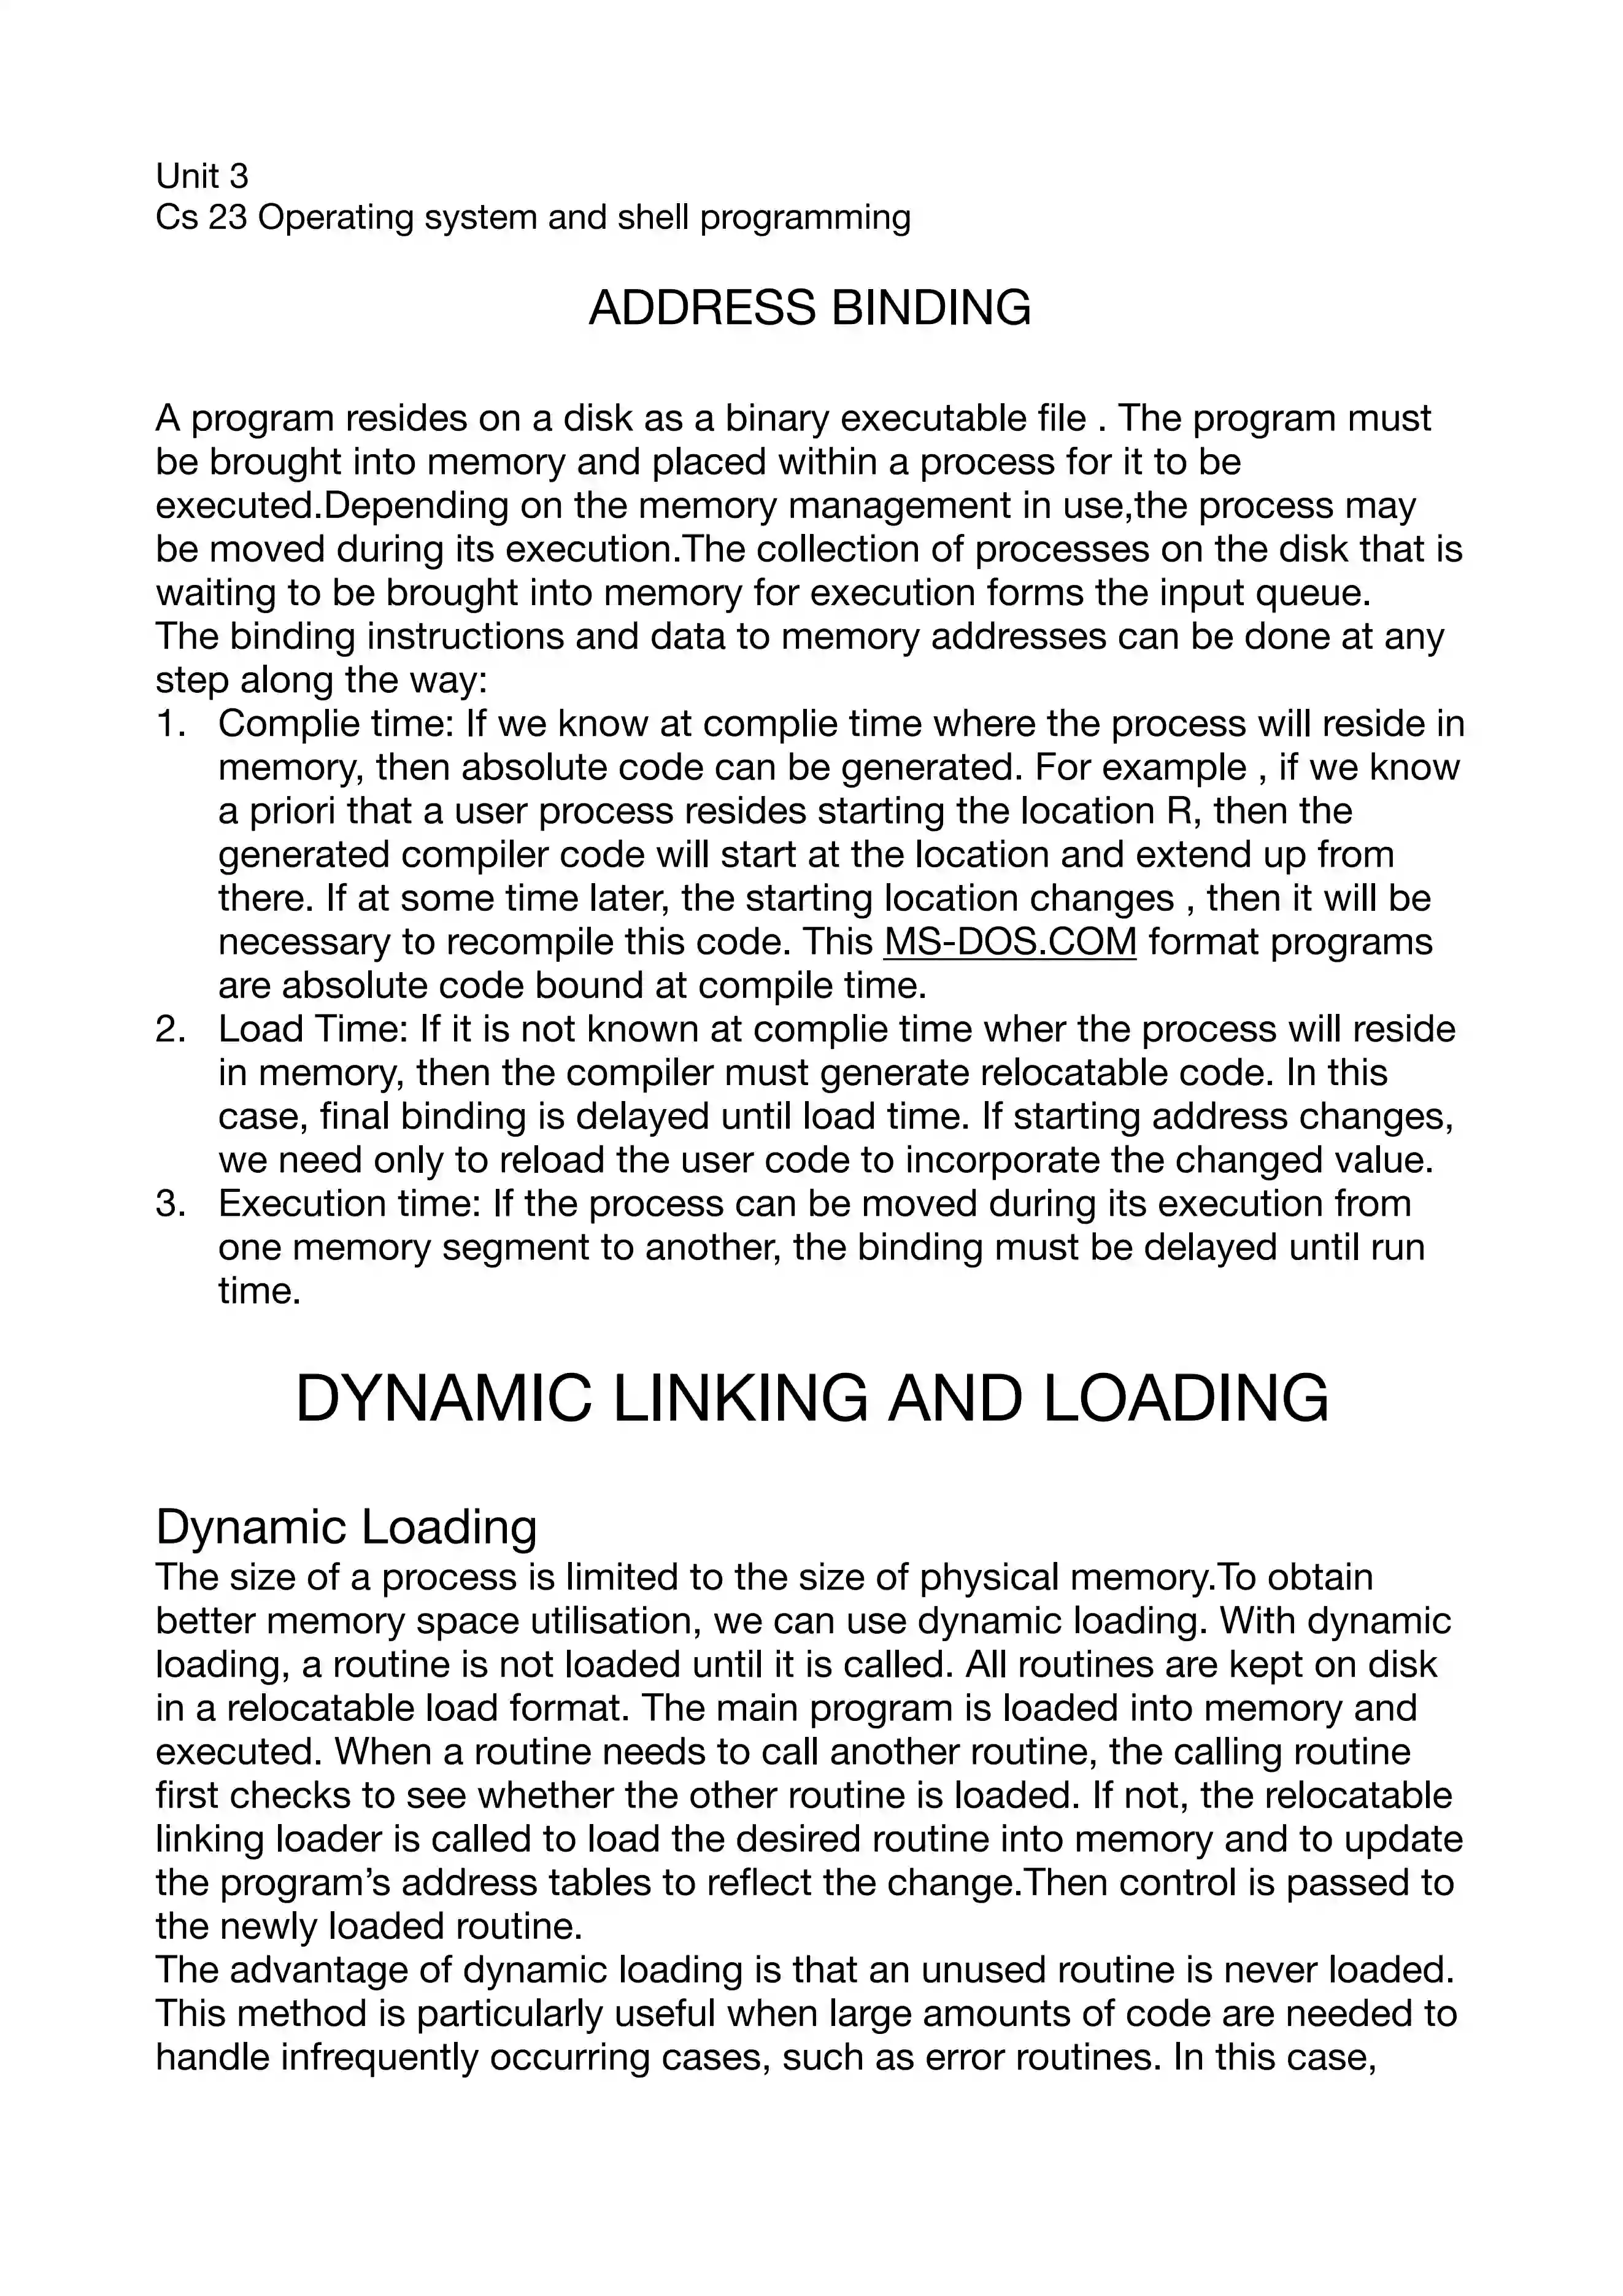 Unit 3
Cs 23 Operating system and shell programming
ADDRESS BINDING
A program resides on a disk as a binary executable file . The program must
be brought into memory and placed within a process for it to be
executed.Depending on the memory management in use,the process may
be moved during its execution.The collection of processes on the disk that is
waiting to be brought into memory for execution forms the input queue.
The binding instructions and data to memory addresses can be done at any
step along the way:
1. Complie time: If we know at complie time where the process will reside in
memory, then absolute code can be generated. For example , if we know
a priori that a user process resides starting the location R, then the
generated compiler code will start at the location and extend up from
there. If at some time later, the starting location changes , then it will be
necessary to recompile this code. This MS-DOS.COM format programs
are absolute code bound at compile time.
2. Load Time: If it is not known at complie time wher the process will reside
in memory, then the compiler must generate relocatable code. In this
case, final binding is delayed until load time. If starting address changes,
we need only to reload the user code to incorporate the changed value.
3. Execution time: If the process can be moved during its execution from
one memory segment to another, the binding must be delayed until run
time.
DYNAMIC LINKING AND LOADING
Dynamic Loading
The size of a process is limited to the size of physical memory.To obtain
better memory space utilisation, we can use dynamic loading. With dynamic
loading, a routine is not loaded until it is called. All routines are kept on disk
in a relocatable load format. The main program is loaded into memory and
executed. When a routine needs to call another routine, the calling routine
first checks to see whether the other routine is loaded. If not, the relocatable
linking loader is called to load the desired routine into memory and to update
the program’s address tables to reflect the change.Then control is passed to
the newly loaded routine.
The advantage of dynamic loading is that an unused routine is never loaded.
This method is particularly useful when large amounts of code are needed to
handle infrequently occurring cases, such as error routines. In this case,